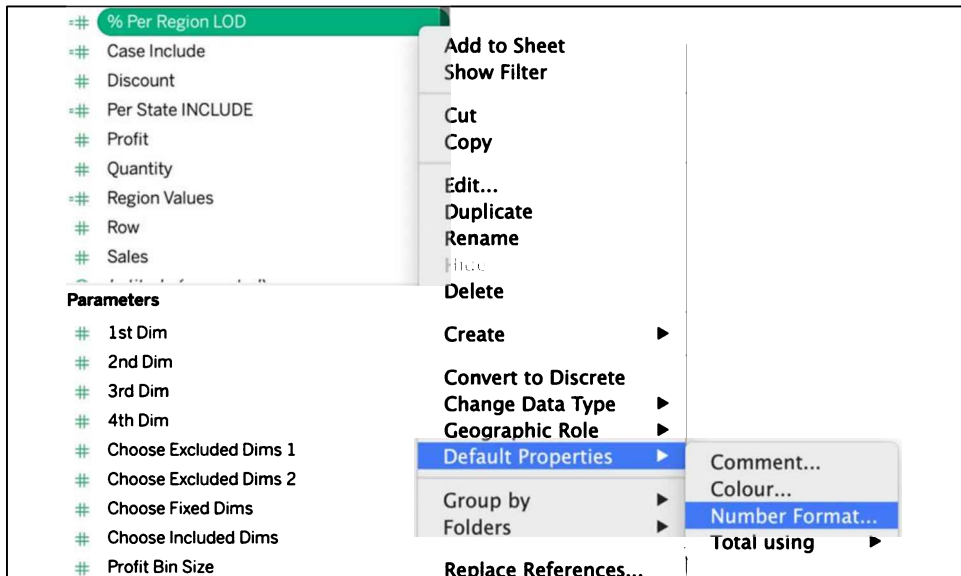 % Per Region LOD
Case Include
Discount
Per State INCLUDE
Profit
Quantity
Region Values
Row
Sales
Parameters
1st Dim
2nd Dim
3rd Dim
4th Dim
Choose Excluded Dims 1
Choose Excluded Dims 2
Choose Fixed Dims
Choose Included Dims
Profit Bin Size
Add to Sheet
Show Filter
Cut
Copy
Edit...
Duplicate
Rename
Hide
Delete
Create
Convert to Discrete
Change Data Type
Geographic Role
Default Properties
Group by
Folders
Replace References...
Comment...
Colour...
Number Format...
Total using